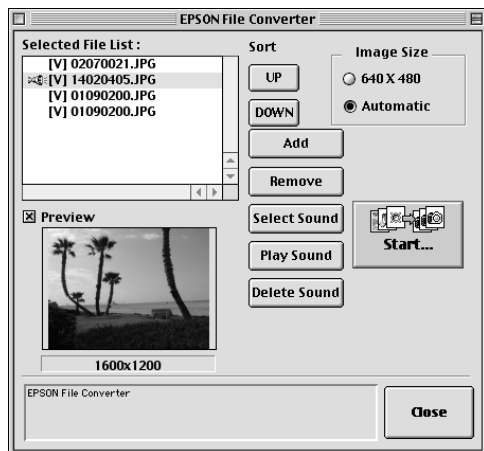 EPSON File Converter
Selected File List :
[V] 02070021.JPG
[V] 14020405.JPG
[V] 01090200.JPG
[V] 01090200.JPG
Sort
UP
DOWN
Image Size
640 X 480
Automatic
Add
Remove
Select Sound
Play Sound
Delete Sound
Start...
Preview
1600x1200
EPSON File Converter
Close